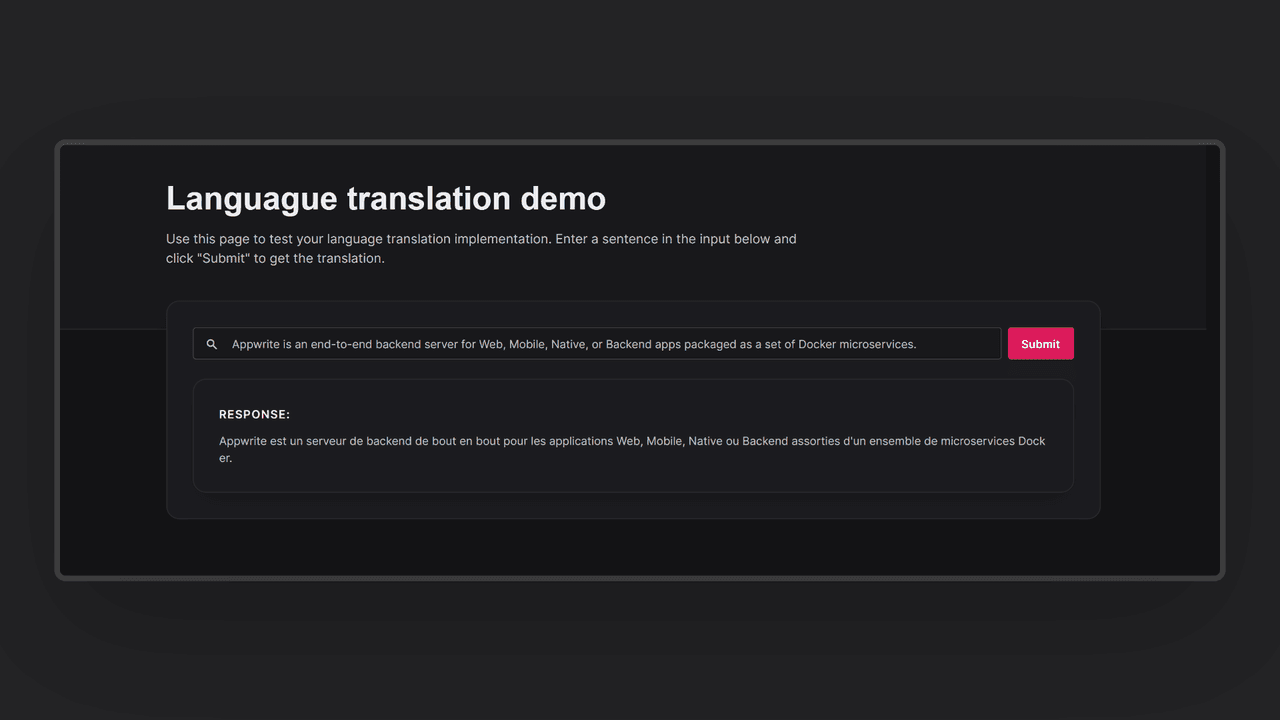 Languague translation demo
Use this page to test your language translation implementation. Enter a sentence in the input below and
click "Submit" to get the translation.
Appwrite is an end-to-end backend server for Web, Mobile, Native, or Backend apps packaged as a set of Docker microservices.
Submit
RESPONSE:
Appwrite est un serveur de backend de bout en bout pour les applications Web, Mobile, Native ou Backend assorties d'un ensemble de microservices Dock
er.